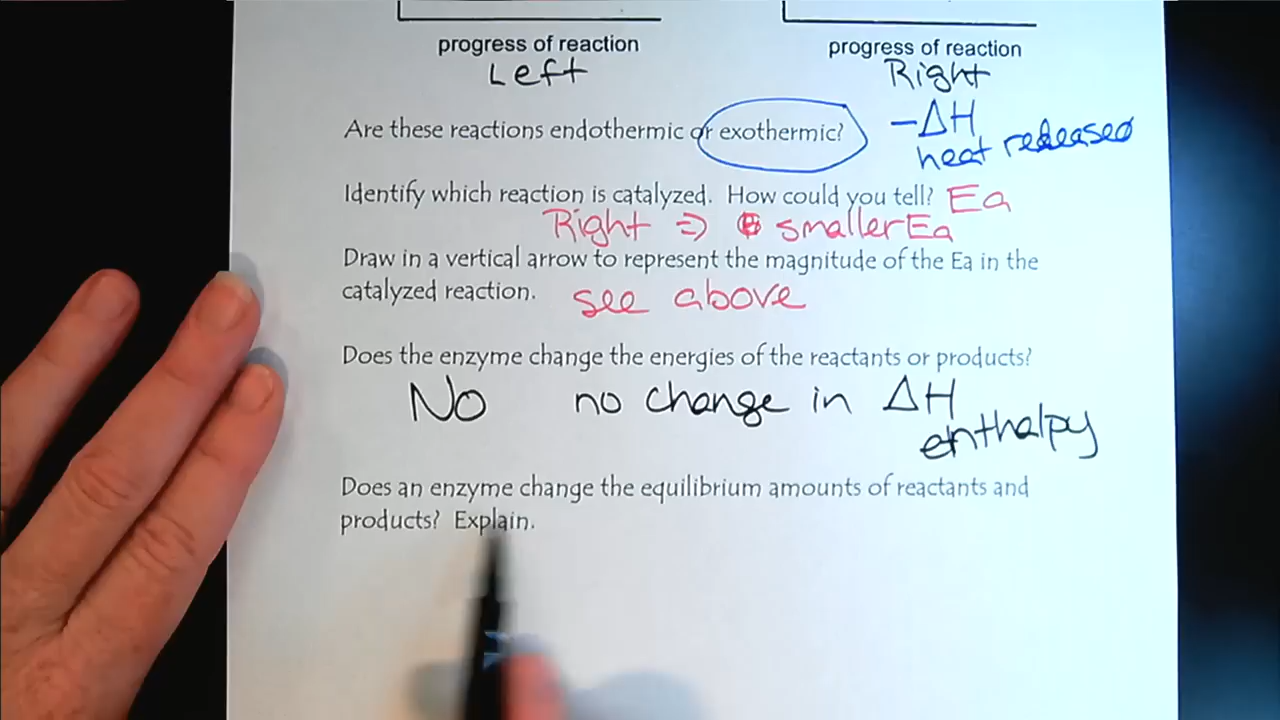 progress of reaction progress of reaction
Left Right
Are these reactions endothermic or exothermic? -ΔH
heat released
Identify which reaction is catalyzed. How could you tell? Ea
Right ⇒ smaller Ea
Draw in a vertical arrow to represent the magnitude of the Ea in the
catalyzed reaction. see above
Does the enzyme change the energies of the reactants or products?
No no change in ΔH
enthalpy
Does an enzyme change the equilibrium amounts of reactants and
products? Explain.